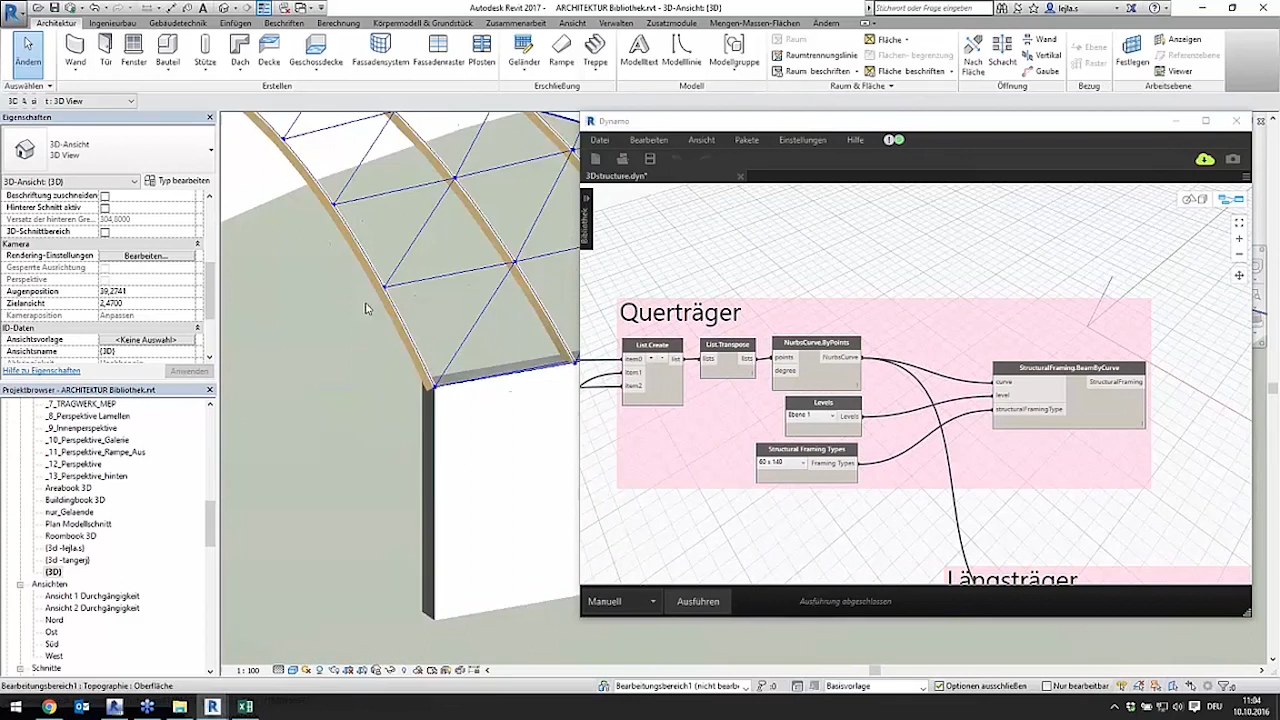 Autodesk Revit 2017 - ARCHITEKTUR Bibliothek.rvt - 3D-Ansicht: {3D}
Suchbegriff eingeben
lejla.s
Architektur Ingenieurbau Gebäudetechnik Einfügen Beschriften Berechnung Körpermodell & Grundstück Zusammenarbeit Ansicht Verwalten Zusatzmodule Mengen-Massen-Flächen Ändern
Ändern Wand Tür Fenster Bauteil Stütze Dach Decke Geschossdecke Fassadensystem Fassadenraster Pfosten Geländer Rampe Treppe Modelltext Modelllinie Modellgruppe
Raum
Raumtrennungslinie
Raum beschriften
Fläche
Flächen-begrenzung
Fläche beschriften
Nach Fläche
Schacht
Wand
Vertikal
Gaube
Ebene
Raster
Festlegen
Anzeigen
Referenzebene
Viewer
Auswählen Erstellen Erschließung Modell Raum & Fläche Öffnung Bezug Arbeitsebene
t : 3D View
Eigenschaften
3D-Ansicht
3D View
3D-Ansicht: {3D}
Typ bearbeiten
Beschriftung zuschneiden
Hinterer Schnitt aktiv
Versatz der hinteren Gre... 304,8000
3D-Schnittbereich
Kamera
Rendering-Einstellungen Bearbeiten...
Gesperrte Ausrichtung
Perspektive
Augenposition 39,2741
Zielansicht 2,4700
Kameraposition Anpassen
ID-Daten
Ansichtsvorlage <Keine Auswahl>
Ansichtsname {3D}
Hilfe zu Eigenschaften Anwenden
Projektbrowser - ARCHITEKTUR Bibliothek.rvt
_7_TRAGWERK_MEP
_8_Perspektive Lamellen
_9_Innenperspektive
_10_Perspektive_Galerie
_11_Perspektive_Rampe_Aus
_12_Perspektive
_13_Perspektive_hinten
Areabook 3D
Buildingbook 3D
nur_Gelaende
Plan Modellschnitt
Roombook 3D
{3d -lejla.s}
{3d -tangerj}
{3D}
Ansichten
Ansicht 1 Durchgängigkeit
Ansicht 2 Durchgängigkeit
Nord
Ost
Süd
West
Schnitte
Dynamo
Datei Bearbeiten Ansicht Pakete Einstellungen Hilfe
3Dstructure.dyn*
Bibliothek
Querträger
List.Create
item0 + - list
item1
item2
List.Transpose
lists lists
NurbsCurve.ByPoints
points NurbsCurve
degree
Levels
Ebene 1 Levels
Structural Framing Types
60 x 140 Framing Types
StructuralFraming.BeamByCurve
curve StructuralFraming
level
structuralFramingType
Längsträger
Manuell Ausführen Ausführung abgeschlossen
1 : 100
Bearbeitungsbereich1 : Topographie : Oberfläche
Bearbeitungsbereich1 (nicht bearb
:0
Basisvorlage
Optionen ausschließen
Nur bearbeitbar
:0
DEU
11:04
10.10.2016